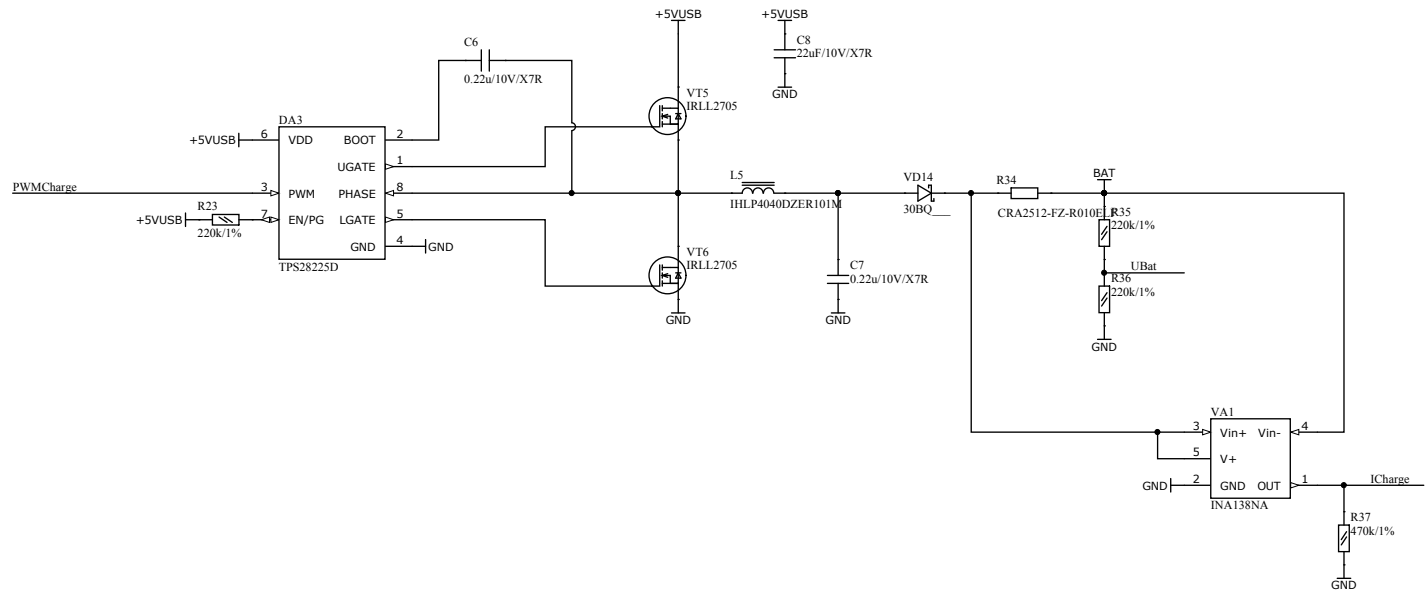 +5VUSB
+5VUSB
C6
0.22u/10V/X7R
C8
22uF/10V/X7R
GND
VT5
IRLL2705
DA3
+5VUSB
6
VDD
BOOT
2
UGATE
1
PWMCharge
3
PWM
PHASE
8
R23
+5VUSB
220k/1%
7
EN/PG
LGATE
5
GND
4
GND
TPS28225D
VT6
IRLL2705
GND
L5
IHLP4040DZER101M
C7
0.22u/10V/X7R
GND
VD14
30BQ___
R34
CRA2512-FZ-R010ELF
BAT
R35
220k/1%
UBat
R36
220k/1%
GND
VA1
3
Vin+
Vin-
4
5
V+
GND
2
GND
OUT
1
ICharge
INA138NA
R37
470k/1%
GND